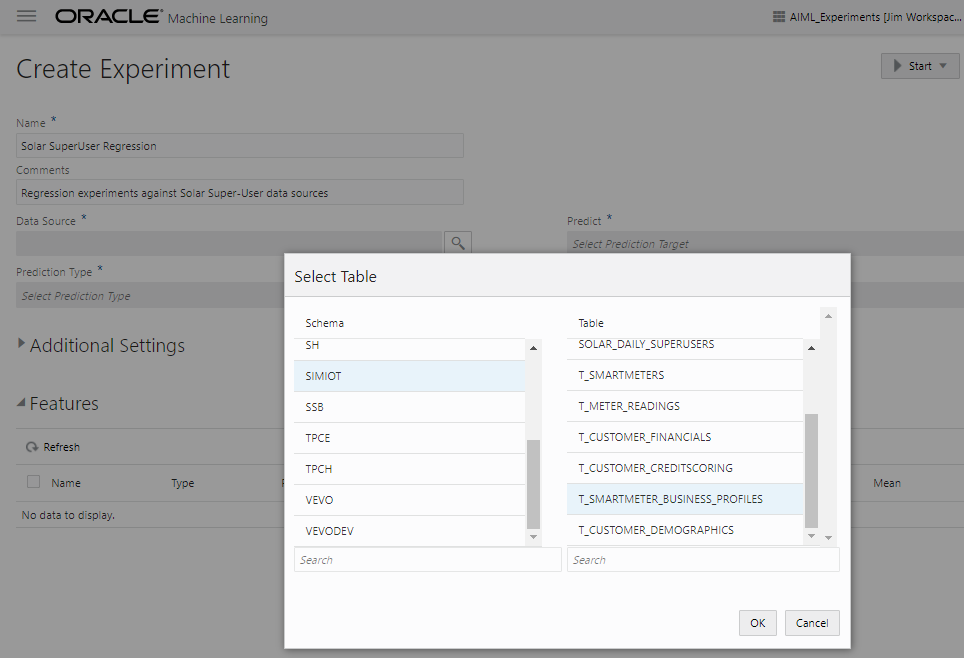 ORACLE® Machine Learning
AIML_Experiments [Jim Workspac...
Create Experiment
Start
Name *
Solar SuperUser Regression
Comments
Regression experiments against Solar Super-User data sources
Data Source *
Predict *
Select Prediction Target
Prediction Type *
Select Prediction Type
Additional Settings
Features
Refresh
Name Type Mean
No data to display.
Select Table
Schema
SH
SIMIOT
SSB
TPCE
TPCH
VEVO
VEVODEV
Search
Table
SOLAR_DAILY_SUPERUSERS
T_SMARTMETERS
T_METER_READINGS
T_CUSTOMER_FINANCIALS
T_CUSTOMER_CREDITSCORING
T_SMARTMETER_BUSINESS_PROFILES
T_CUSTOMER_DEMOGRAPHICS
Search
OK Cancel